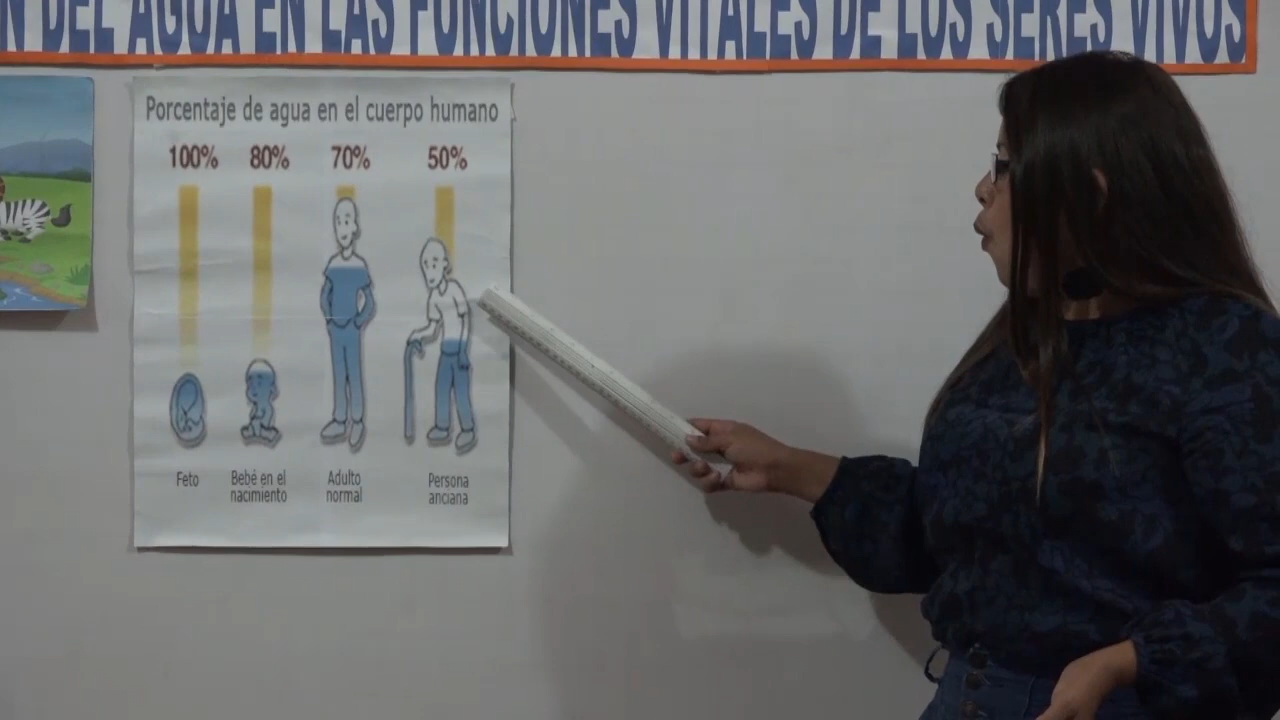 DEL AGUA EN LAS FUNCIONES VITALES DE LOS SERES VIVOS
Porcentaje de agua en el cuerpo humano
100% 80% 70% 50%
Feto
Bebé en el
nacimiento
Adulto
normal
Persona
anciana